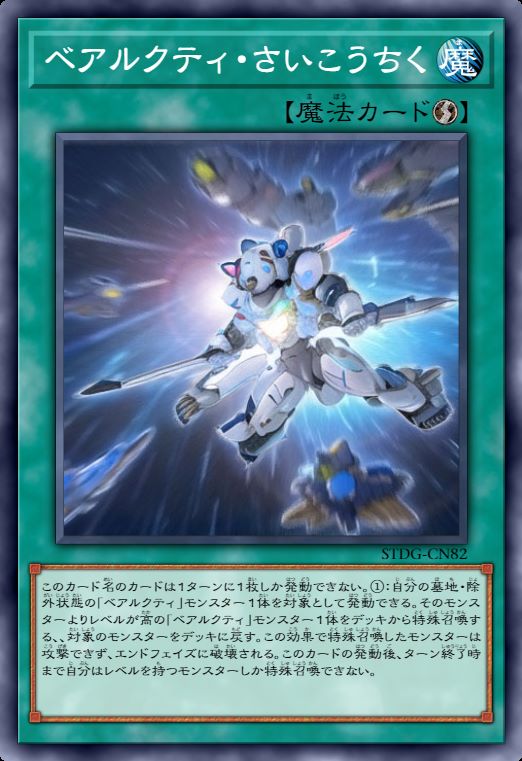 ベアルクティ・さいこうちく 魔
【魔法カード】
STDG-CN82
このカード名のカードは1ターンに1枚しか発動できない。①:自分の墓地・除
外状態の「ベアルクティ」モンスター1体を対象として発動できる。そのモンス
ターよりレベルが高の「ベアルクティ」モンスター1体をデッキから特殊召喚す
る、、対象のモンスターをデッキに戻す。この効果で特殊召喚したモンスターは
攻撃できず、エンドフェイズに破壊される。このカードの発動後、ターン終了時
まで自分はレベルを持つモンスターしか特殊召喚できない。